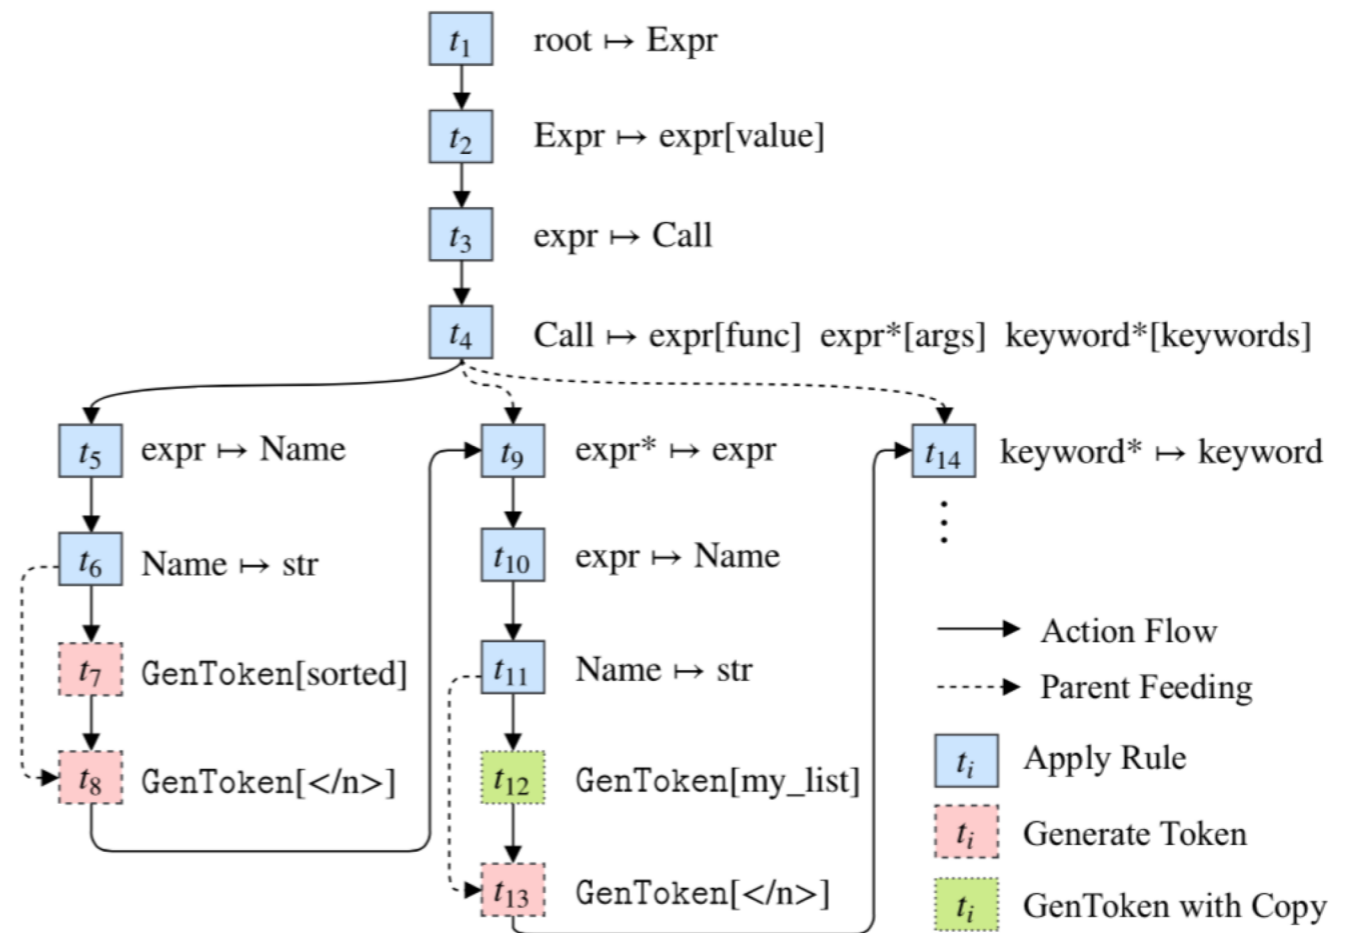 t1 root ↦ Expr
t2 Expr ↦ expr[value]
t3 expr ↦ Call
t4 Call ↦ expr[func] expr*[args] keyword*[keywords]
t5 expr ↦ Name
t6 Name ↦ str
t7 GenToken[sorted]
t8 GenToken[</n>]
t9 expr* ↦ expr
t10 expr ↦ Name
t11 Name ↦ str
t12 GenToken[my_list]
t13 GenToken[</n>]
t14 keyword* ↦ keyword
⋮
Action Flow
Parent Feeding
ti Apply Rule
ti Generate Token
ti GenToken with Copy